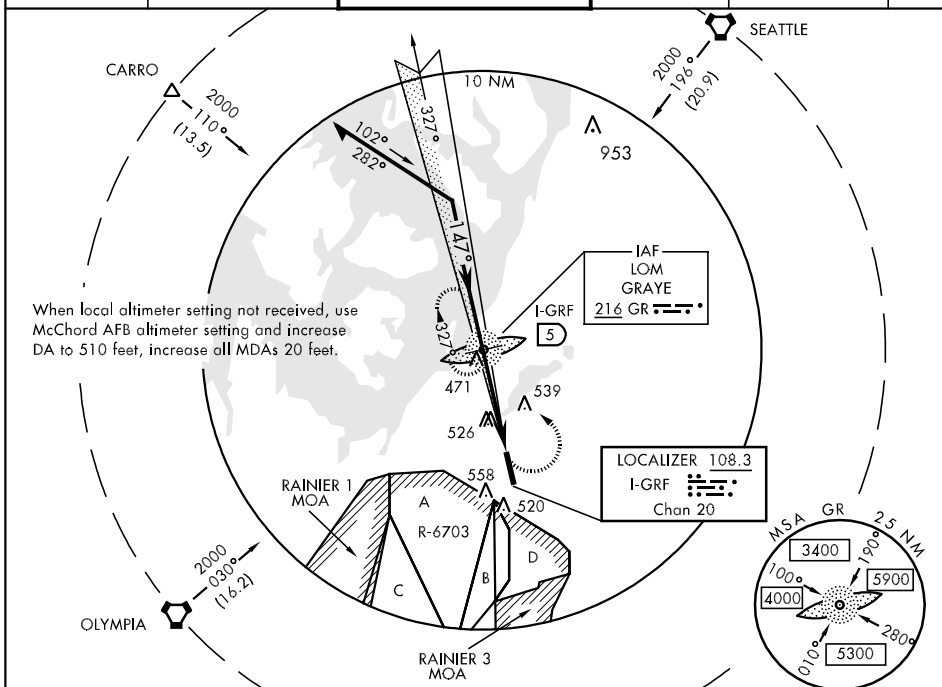 SEATTLE
2000
196°
(20.9)
CARRO
2000
110°
(13.5)
10 NM
327°
102°
282°
953
147°
IAF
LOM
GRAYE
216 GR
I-GRF
5
When local altimeter setting not received, use
McChord AFB altimeter setting and increase
DA to 510 feet, increase all MDAs 20 feet.
327°
471
539
526
LOCALIZER 108.3
I-GRF
Chan 20
558
520
RAINIER 1
MOA
A
R-6703
C
B
D
2000
030°
(16.2)
OLYMPIA
RAINIER 3
MOA
MSA GR 25 NM
3400
190°
100°
5900
4000
280°
010°
5300